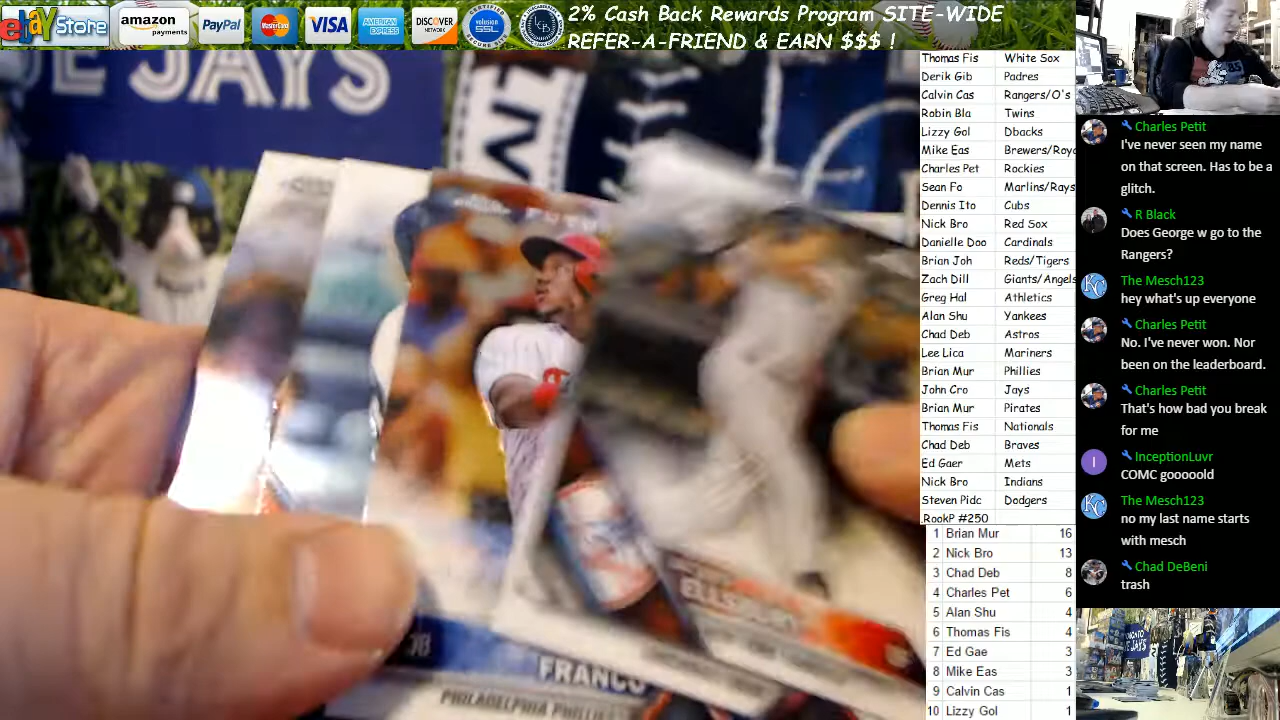 ebay Store
amazon
payments
PayPal
MasterCard
VISA
AMERICAN
EXPRESS
DISCOVER
NETWORK
volusion
SSL
2% Cash Back Rewards Program SITE-WIDE
REFER-A-FRIEND & EARN $$$ !
JAYS
FRANCO
PHILADELPHIA PHILLIES
ELLSBURY
Thomas Fis White Sox
Derik Gib Padres
Calvin Cas Rangers/O's
Robin Bla Twins
Lizzy Gol Dbacks
Mike Eas Brewers/Roya
Charles Pet Rockies
Sean Fo Marlins/Rays
Dennis Ito Cubs
Nick Bro Red Sox
Danielle Doo Cardinals
Brian Joh Reds/Tigers
Zach Dill Giants/Angels
Greg Hal Athletics
Alan Shu Yankees
Chad Deb Astros
Lee Lica Mariners
Brian Mur Phillies
John Cro Jays
Brian Mur Pirates
Thomas Fis Nationals
Chad Deb Braves
Ed Gaer Mets
Nick Bro Indians
Steven Pidc Dodgers
.RookP #250
1 Brian Mur 16
2 Nick Bro 13
3 Chad Deb 8
4 Charles Pet 6
5 Alan Shu 4
6 Thomas Fis 4
7 Ed Gae 3
8 Mike Eas 3
9 Calvin Cas 1
10 Lizzy Gol 1
Charles Petit
I've never seen my name
on that screen. Has to be a
glitch.
R Black
Does George w go to the
Rangers?
The Mesch123
hey what's up everyone
Charles Petit
No. I've never won. Nor
been on the leaderboard.
Charles Petit
That's how bad you break
for me
InceptionLuvr
COMC gooooold
The Mesch123
no my last name starts
with mesch
Chad DeBeni
trash